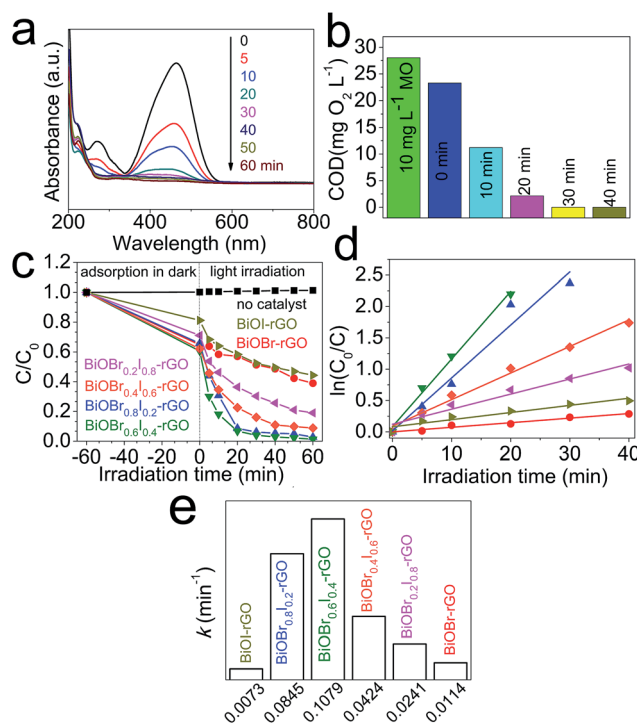 a
Absorbance (a.u.)
0
5
10
20
30
40
50
60 min
200 300 400 500 600 700 800
Wavelength (nm)
b
COD(mg O2 L-1)
30
25
20
15
10
5
0
10 mg L-1 MO
0 min
10 min
20 min
30 min
40 min
c
C/C0
1.0
0.8
0.6
0.4
0.2
0.0
adsorption in dark
light irradiation
no catalyst
BiOI-rGO
BiOBr-rGO
BiOBr0.2I0.8-rGO
BiOBr0.4I0.6-rGO
BiOBr0.8I0.2-rGO
BiOBr0.6I0.4-rGO
-60 -40 -20 0 20 40 60
Irradiation time (min)
d
ln(C0/C)
2.5
2.0
1.5
1.0
0.5
0.0
0 10 20 30 40
Irradiation time (min)
e
k (min-1)
BiOI-rGO
BiOBr0.8I0.2-rGO
BiOBr0.6I0.4-rGO
BiOBr0.4I0.6-rGO
BiOBr0.2I0.8-rGO
BiOBr-rGO
0.0073
0.0845
0.1079
0.0424
0.0241
0.0114